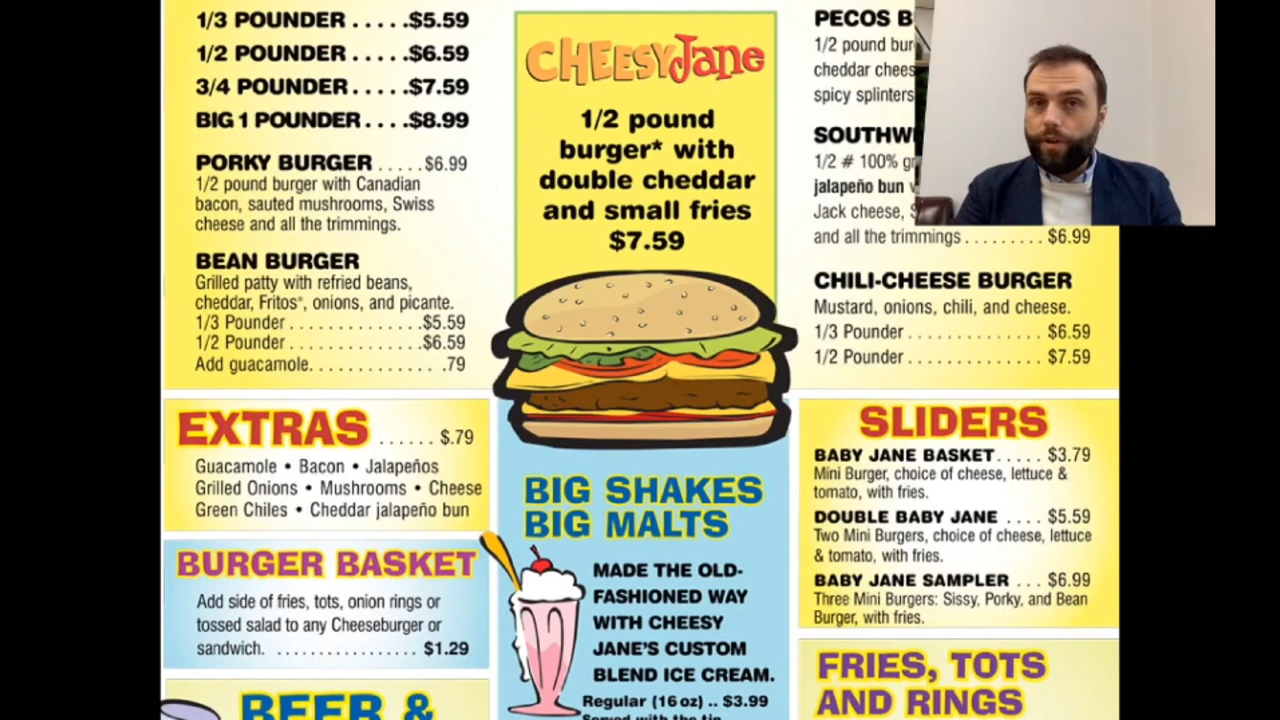 1/3 POUNDER .....$5.59
1/2 POUNDER .....$6.59
3/4 POUNDER .....$7.59
BIG 1 POUNDER ....$8.99
PORKY BURGER .....$6.99
1/2 pound burger with Canadian
bacon, sauted mushrooms, Swiss
cheese and all the trimmings.
BEAN BURGER
Grilled patty with refried beans,
cheddar, Fritos®, onions, and picante.
1/3 Pounder ..............$5.59
1/2 Pounder ..............$6.59
Add guacamole. ............ .79
EXTRAS ...... $.79
Guacamole • Bacon • Jalapeños
Grilled Onions • Mushrooms • Cheese
Green Chiles • Cheddar jalapeño bun
BURGER BASKET
Add side of fries, tots, onion rings or
tossed salad to any Cheeseburger or
sandwich. ................. $1.29
BEER &
CHEESY Jane
1/2 pound
burger* with
double cheddar
and small fries
$7.59
BIG SHAKES
BIG MALTS
MADE THE OLD-
FASHIONED WAY
WITH CHEESY
JANE'S CUSTOM
BLEND ICE CREAM.
Regular (16 oz) .. $3.99
Served with the tin
PECOS
1/2 pound
cheddar
spicy splinters
1/2 # 100%
jalapeño bun
Jack cheese,
and all the trimmings ......... $6.99
CHILI-CHEESE BURGER
Mustard, onions, chili, and cheese.
1/3 Pounder ............... $6.59
1/2 Pounder ............... $7.59
SLIDERS
BABY JANE BASKET ..... $3.79
Mini Burger, choice of cheese, lettuce &
tomato, with fries.
DOUBLE BABY JANE .... $5.59
Two Mini Burgers, choice of cheese, lettuce
& tomato, with fries.
BABY JANE SAMPLER ... $6.99
Three Mini Burgers: Sissy, Porky, and Bean
Burger, with fries.
FRIES, TOTS
AND RINGS